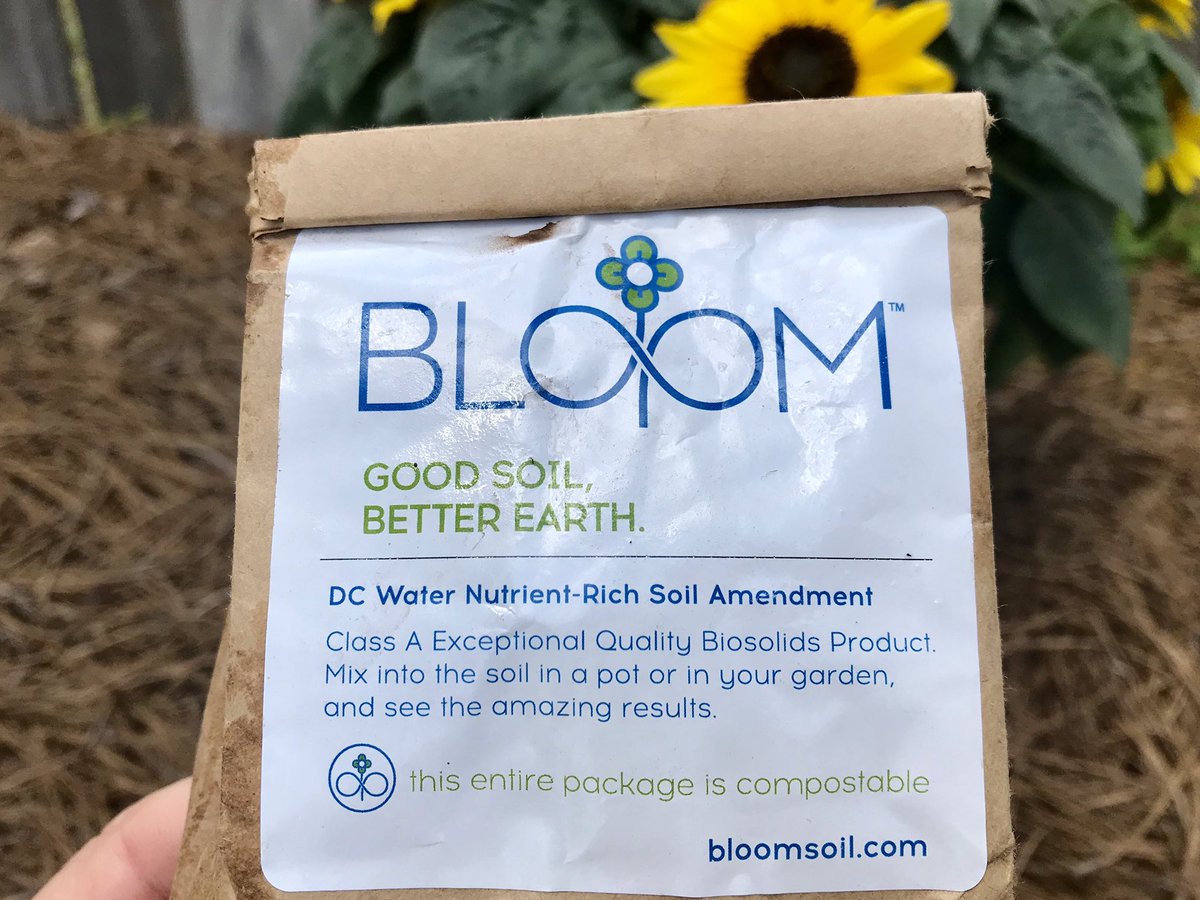 BLOOM™
GOOD SOIL,
BETTER EARTH.
DC Water Nutrient-Rich Soil Amendment
Class A Exceptional Quality Biosolids Product.
Mix into the soil in a pot or in your garden,
and see the amazing results.
this entire package is compostable
bloomsoil.com